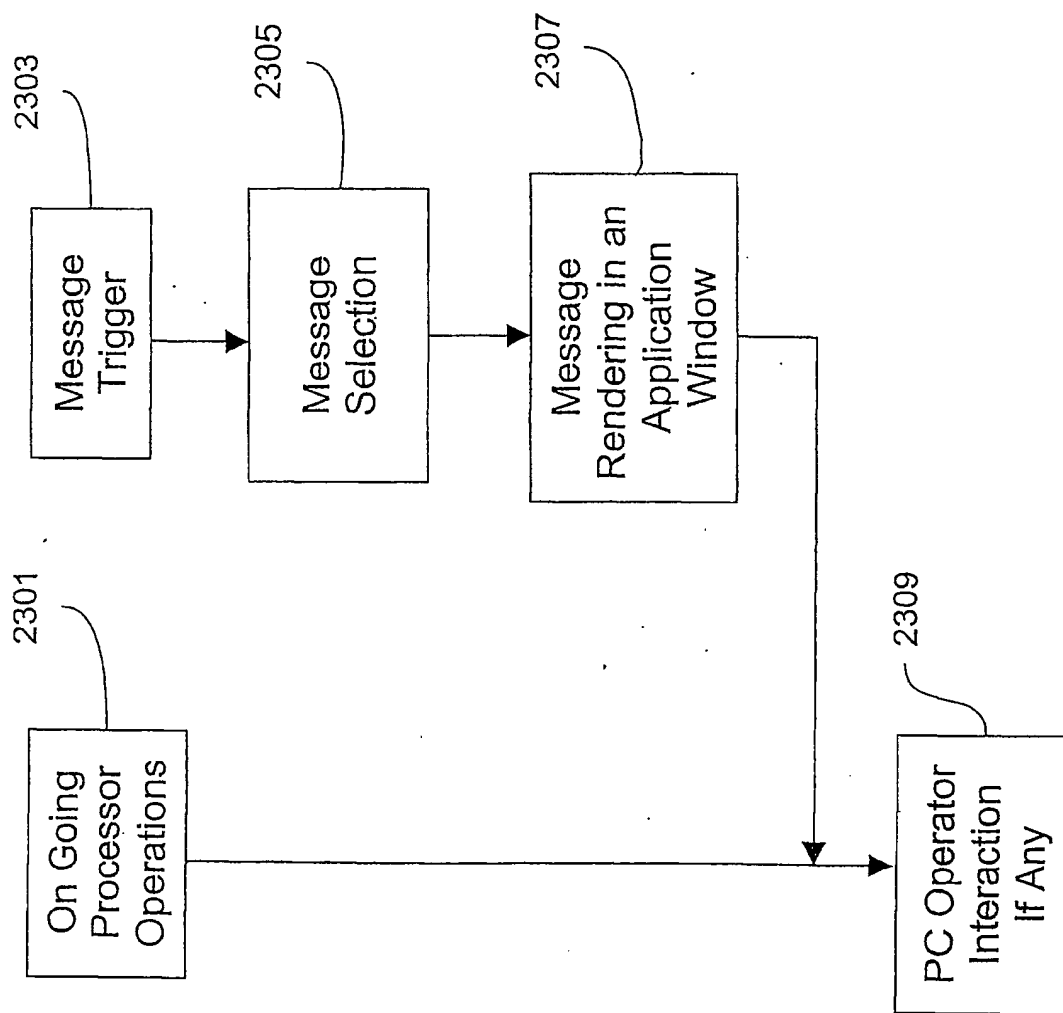 2301
On Going
Processor
Operations
2303
Message
Trigger
2305
Message
Selection
2307
Message
Rendering in an
Application
Window
2309
PC Operator
Interaction
If Any